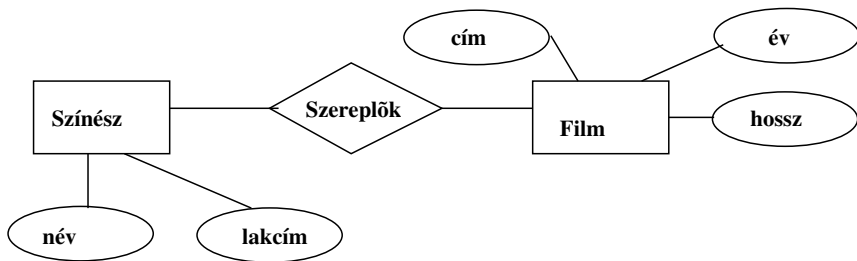 cím
év
Színész
Szereplõk
Film
hossz
név
lakcím